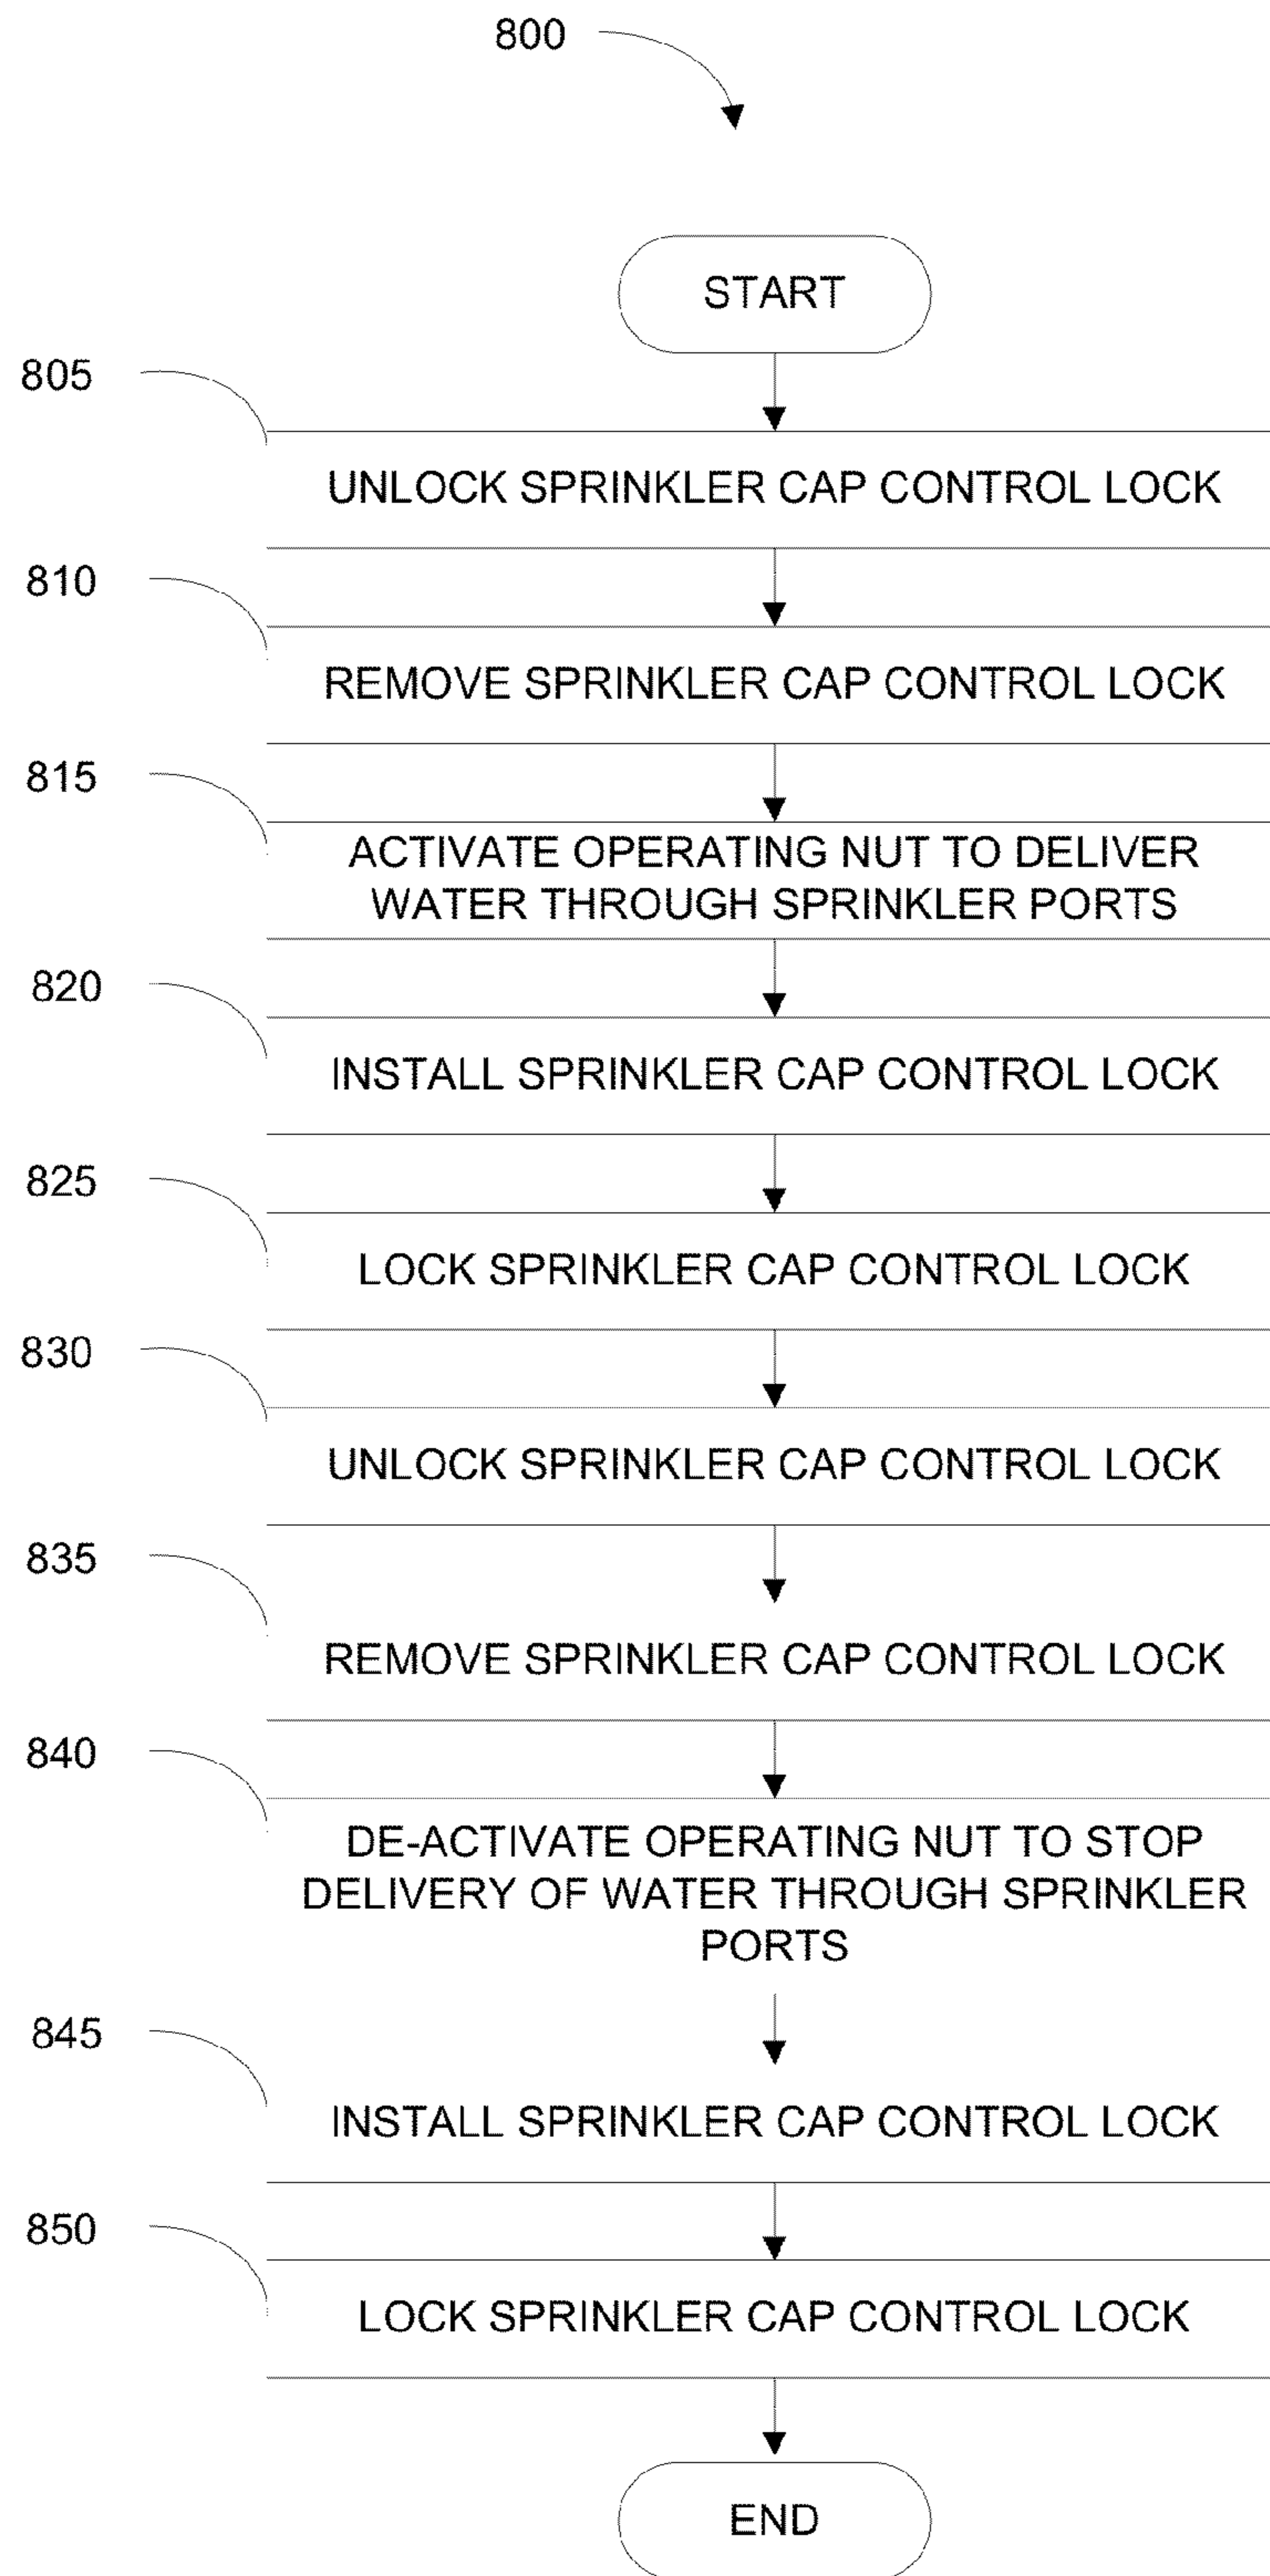 800
START
805
UNLOCK SPRINKLER CAP CONTROL LOCK
810
REMOVE SPRINKLER CAP CONTROL LOCK
815
ACTIVATE OPERATING NUT TO DELIVER
WATER THROUGH SPRINKLER PORTS
820
INSTALL SPRINKLER CAP CONTROL LOCK
825
LOCK SPRINKLER CAP CONTROL LOCK
830
UNLOCK SPRINKLER CAP CONTROL LOCK
835
REMOVE SPRINKLER CAP CONTROL LOCK
840
DE-ACTIVATE OPERATING NUT TO STOP
DELIVERY OF WATER THROUGH SPRINKLER
PORTS
845
INSTALL SPRINKLER CAP CONTROL LOCK
850
LOCK SPRINKLER CAP CONTROL LOCK
END